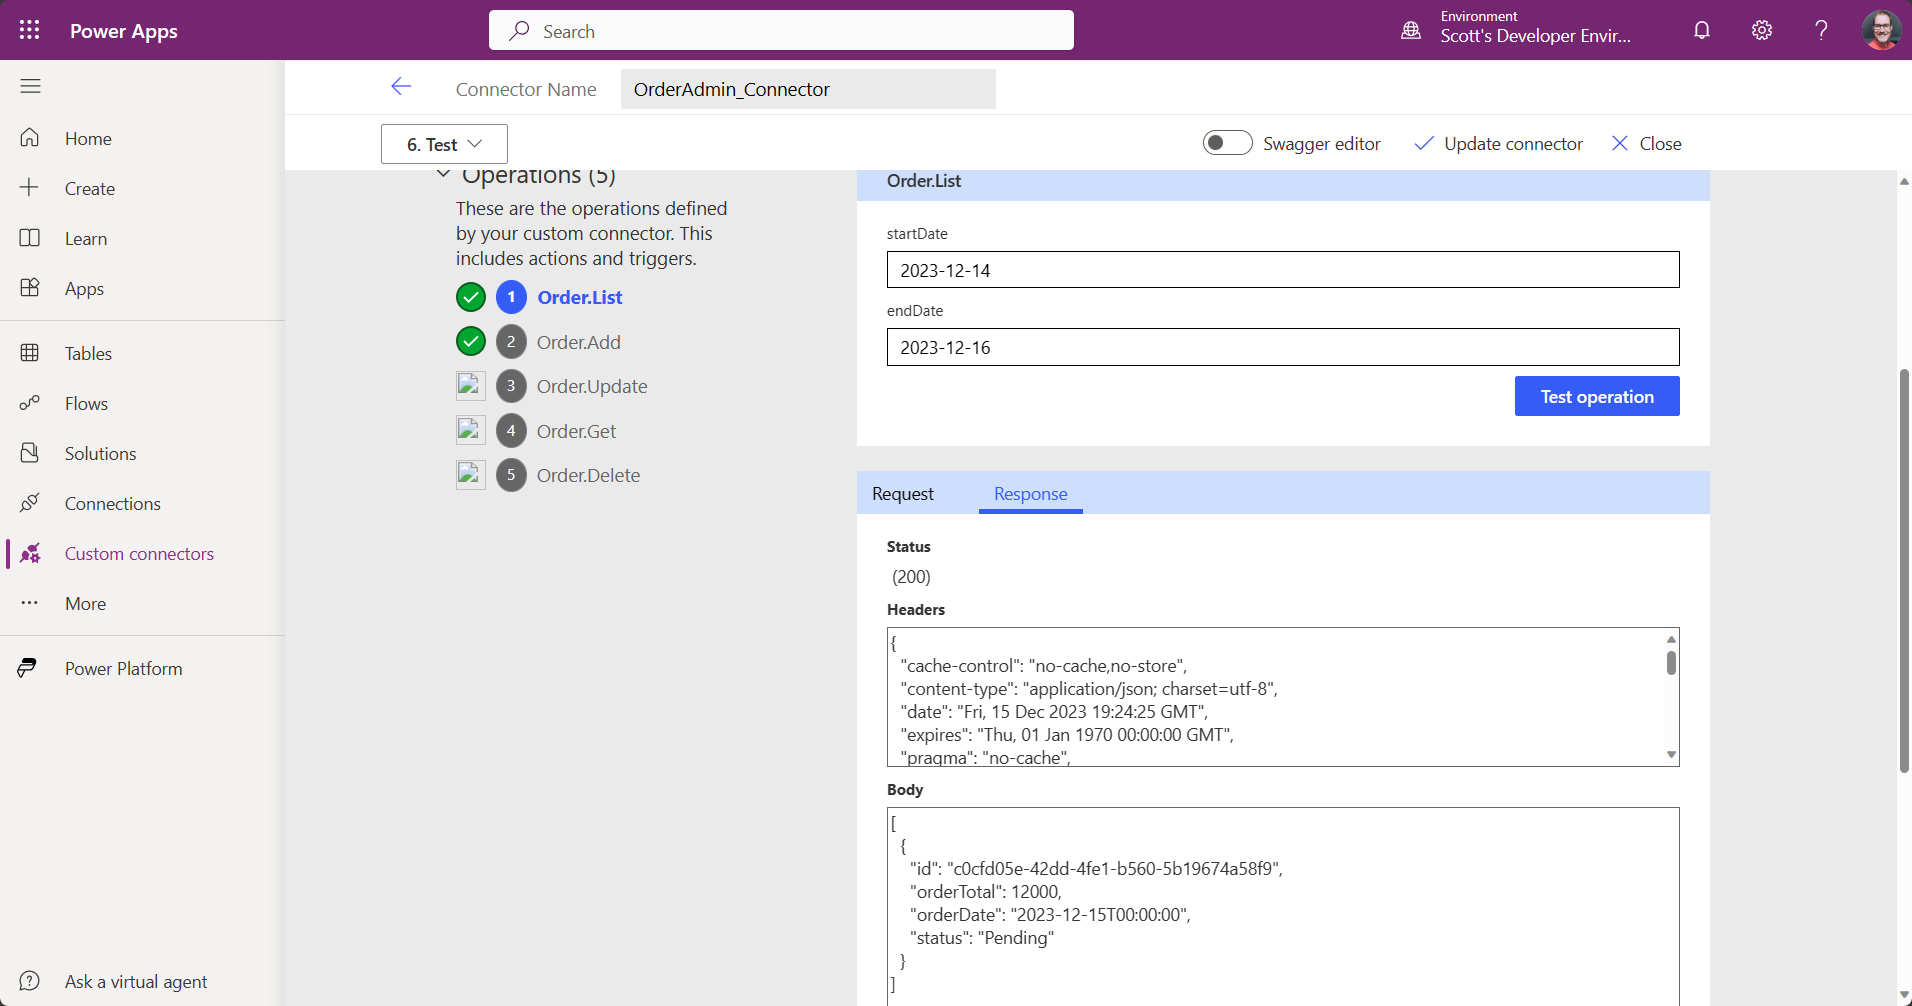 Power Apps
Search
Environment
Scott's Developer Envir...
?
Connector Name
OrderAdmin_Connector
6. Test
Swagger editor
Update connector
Close
Home
Create
Learn
Apps
Tables
Flows
Solutions
Connections
Custom connectors
More
Power Platform
Ask a virtual agent
Operations (5)
These are the operations defined
by your custom connector. This
includes actions and triggers.
1 Order.List
2 Order.Add
3 Order.Update
4 Order.Get
5 Order.Delete
Order.List
startDate
2023-12-14
endDate
2023-12-16
Test operation
Request Response
Status
(200)
Headers
{
"cache-control": "no-cache,no-store",
"content-type": "application/json; charset=utf-8",
"date": "Fri, 15 Dec 2023 19:24:25 GMT",
"expires": "Thu, 01 Jan 1970 00:00:00 GMT",
"pragma": "no-cache",
Body
[
{
"id": "c0cfd05e-42dd-4fe1-b560-5b19674a58f9",
"orderTotal": 12000,
"orderDate": "2023-12-15T00:00:00",
"status": "Pending"
}
]